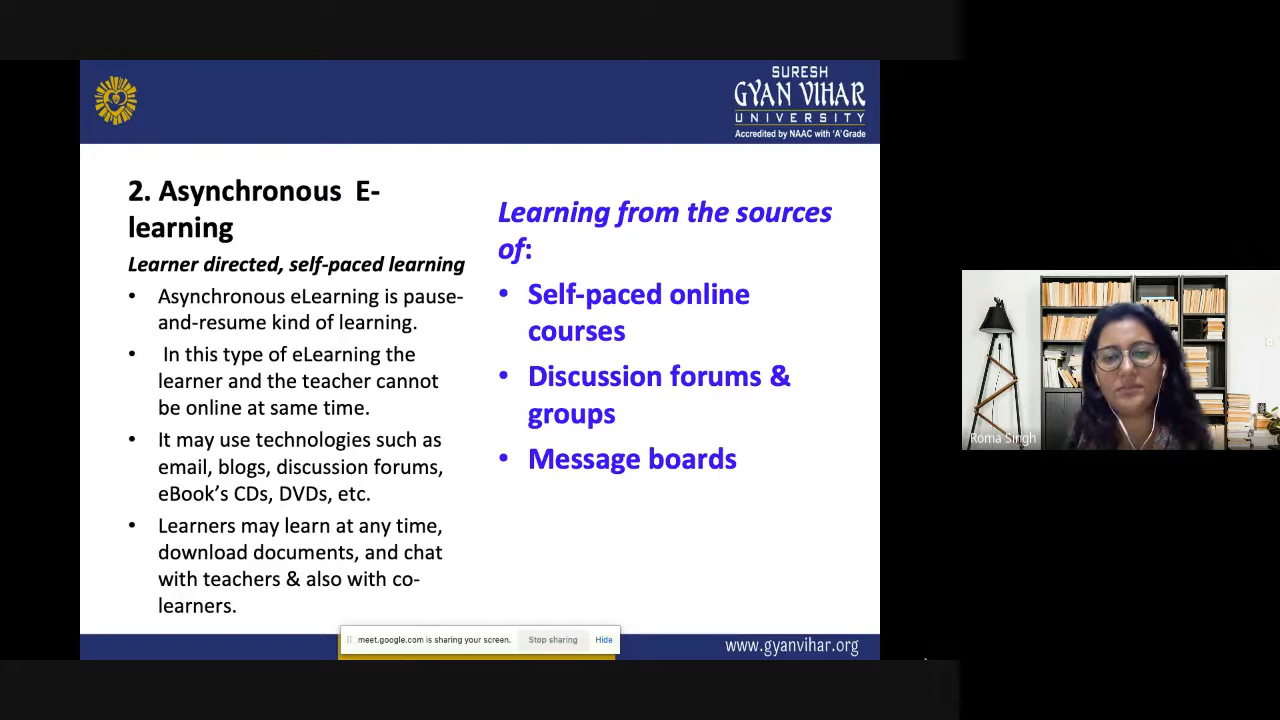 SURESH
GYAN VIHAR
UNIVERSITY
Accredited by NAAC with 'A' Grade
2. Asynchronous E-
learning
Learner directed, self-paced learning
• Asynchronous eLearning is pause-
and-resume kind of learning.
• In this type of eLearning the
learner and the teacher cannot
be online at same time.
• It may use technologies such as
email, blogs, discussion forums,
eBook's CDs, DVDs, etc.
• Learners may learn at any time,
download documents, and chat
with teachers & also with co-
learners.
Learning from the sources
of:
• Self-paced online
courses
• Discussion forums &
groups
• Message boards
Roma Singh
meet.google.com is sharing your screen. Stop sharing Hide
www.gyanvihar.org